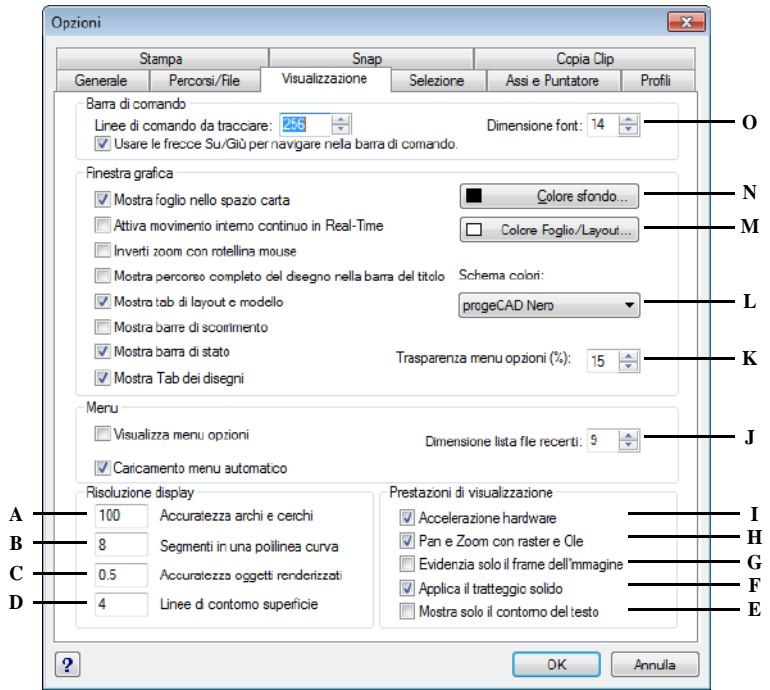 Opzioni
Stampa Snap Copia Clip
Generale Percorsi/File Visualizzazione Selezione Assi e Puntatore Profili
Barra di comando
Linee di comando da tracciare: 256 Dimensione font: 14 O
Usare le frecce Su/Giù per navigare nella barra di comando.
Finestra grafica
Mostra foglio nello spazio carta Colore sfondo... N
Attiva movimento interno continuo in Real-Time Colore Foglio/Layout... M
Inverti zoom con rotellina mouse
Mostra percorso completo del disegno nella barra del titolo Schema colori:
Mostra tab di layout e modello progeCAD Nero L
Mostra barre di scorrimento
Mostra barra di stato Trasparenza menu opzioni (%): 15 K
Mostra Tab dei disegni
Menu
Visualizza menu opzioni Dimensione lista file recenti: 9 J
Caricamento menu automatico
Risoluzione display Prestazioni di visualizzazione
A 100 Accuratezza archi e cerchi Accelerazione hardware I
B 8 Segmenti in una polilinea curva Pan e Zoom con raster e Ole H
C 0.5 Accuratezza oggetti renderizzati Evidenzia solo il frame dell'immagine G
D 4 Linee di contorno superficie Applica il tratteggio solido F
Mostra solo il contorno del testo E
? OK Annulla